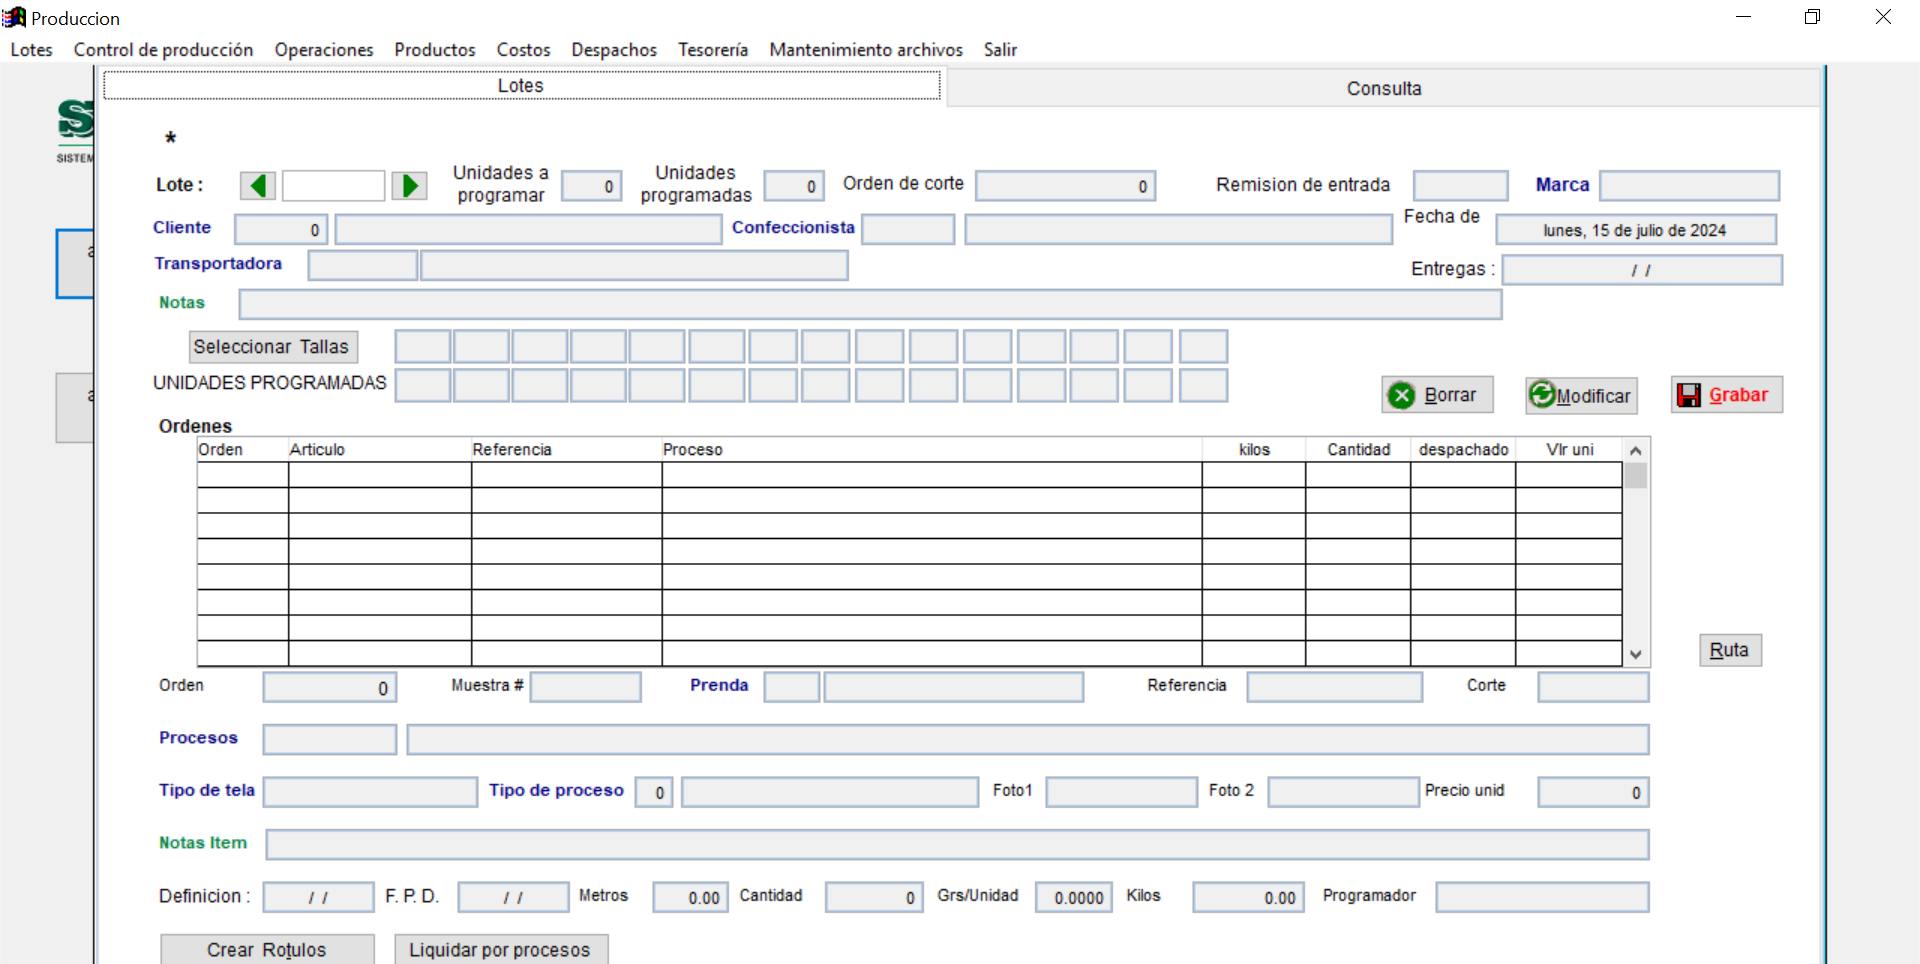 Produccion
Lotes Control de producción Operaciones Productos Costos Despachos Tesorería Mantenimiento archivos Salir
Lotes Consulta
*
SISTEM
Lote : Unidades a programar 0 Unidades programadas 0 Orden de corte 0 Remision de entrada Marca
Cliente 0 Confeccionista Fecha de lunes, 15 de julio de 2024
Transportadora Entregas : / /
Notas
Seleccionar Tallas
UNIDADES PROGRAMADAS
Borrar Modificar Grabar
Ordenes
Orden Articulo Referencia Proceso kilos Cantidad despachado Vlr uni
Ruta
Orden 0 Muestra # Prenda Referencia Corte
Procesos
Tipo de tela Tipo de proceso 0 Foto1 Foto 2 Precio unid 0
Notas Item
Definicion : / / F. P. D. / / Metros 0.00 Cantidad 0 Grs/Unidad 0.0000 Kilos 0.00 Programador
Crear Rotulos Liquidar por procesos